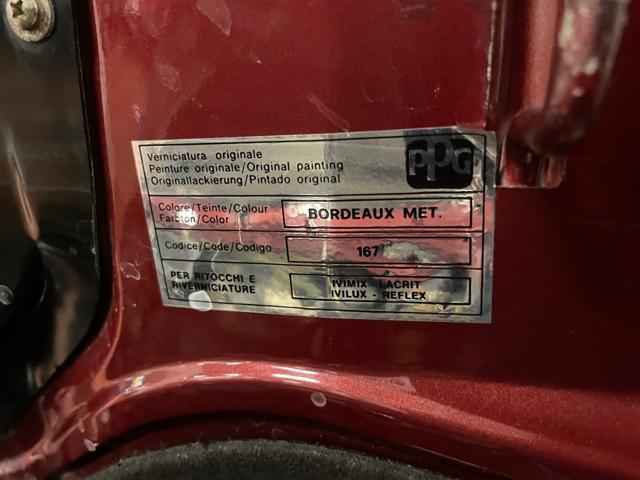 Verniciatura originale
Peinture originale/Original painting
Originallackierung/Pintado original
PPG
Colore/Teinte/Colour
Farbton/Color
BORDEAUX MET.
Codice/Code/Codigo
167
PER RITOCCHI E
RIVERNICIATURE
IVIMIX - LACRIT
IVILUX - REFLEX